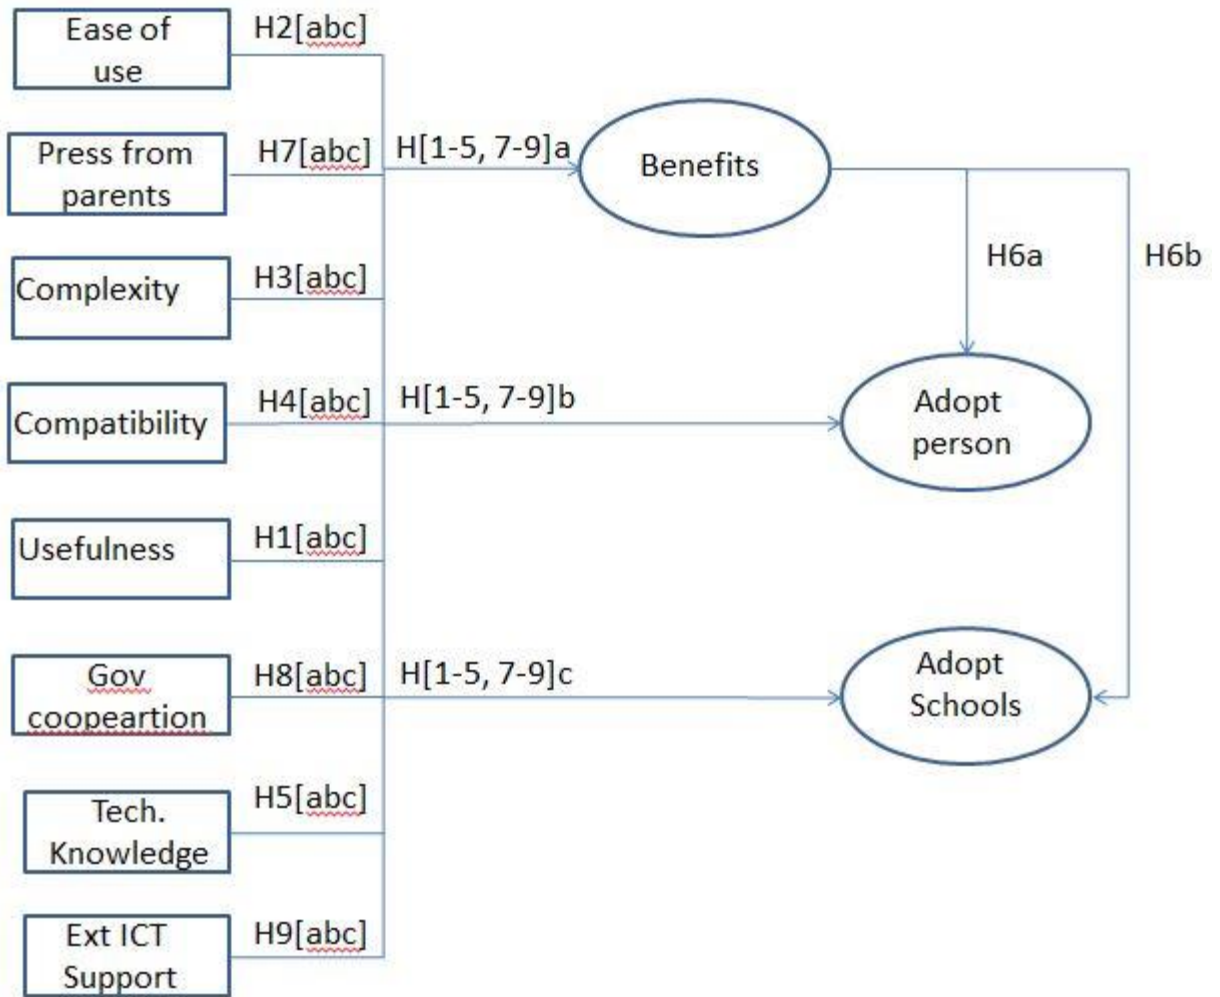 Ease of
use
H2[abc]
Press from
parents
H7[abc]
H[1-5, 7-9]a
Benefits
H6a
H6b
Complexity
H3[abc]
Compatibility
H4[abc]
H[1-5, 7-9]b
Adopt
person
Usefulness
H1[abc]
Gov
coopeartion
H8[abc]
H[1-5, 7-9]c
Adopt
Schools
Tech.
Knowledge
H5[abc]
Ext ICT
Support
H9[abc]